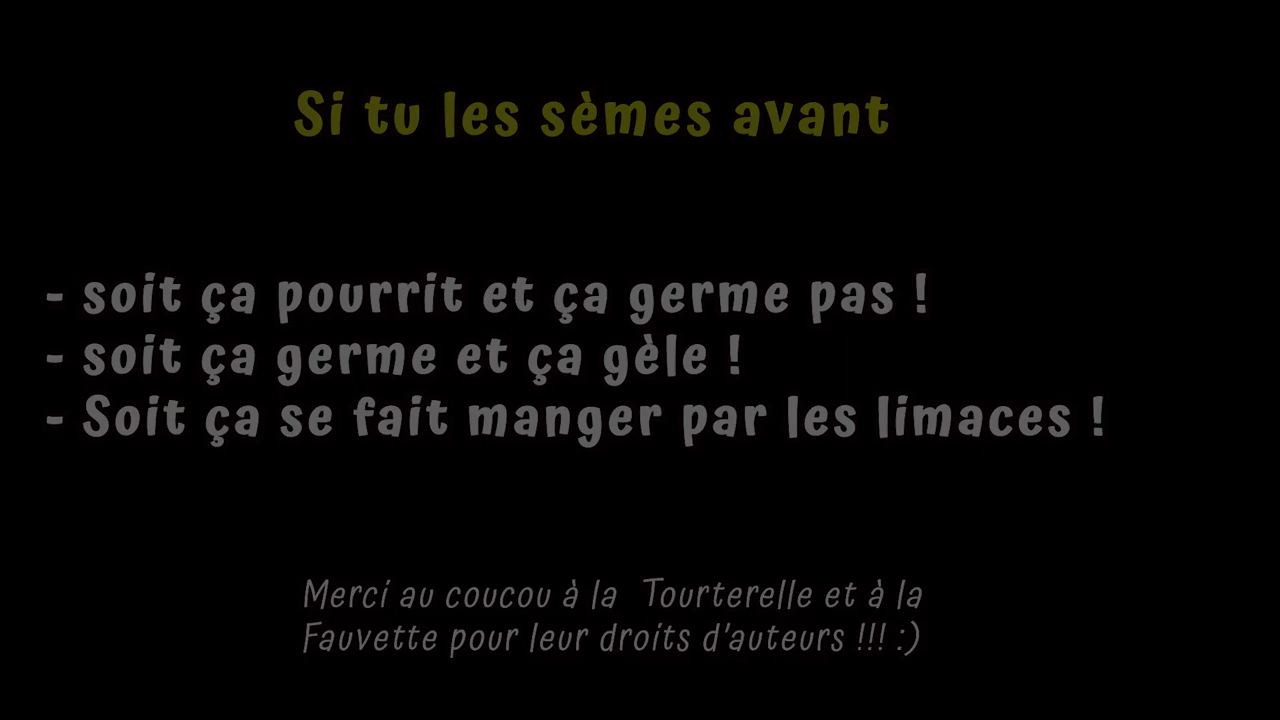 Si tu les sèmes avant
- soit ça pourrit et ça germe pas !
- soit ça germe et ça gèle !
- Soit ça se fait manger par les limaces !
Merci au coucou à la Tourterelle et à la
Fauvette pour leur droits d'auteurs !!! :)